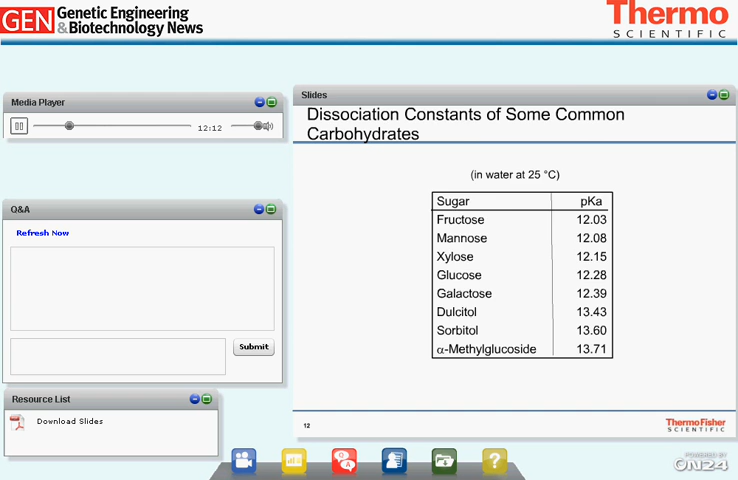 GEN Genetic Engineering
& Biotechnology News
Thermo
SCIENTIFIC
Media Player
12:12
Q&A
Refresh Now
Submit
Resource List
Download Slides
Slides
Dissociation Constants of Some Common
Carbohydrates
(in water at 25 °C)
Sugar pKa
Fructose 12.03
Mannose 12.08
Xylose 12.15
Glucose 12.28
Galactose 12.39
Dulcitol 13.43
Sorbitol 13.60
α-Methylglucoside 13.71
12
ThermoFisher
SCIENTIFIC
Q
A
?
POWERED BY
ON24